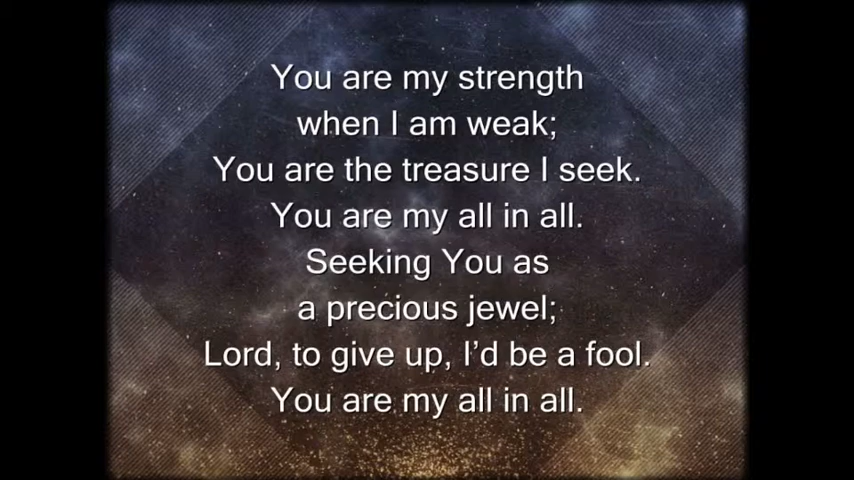 You are my strength
when I am weak;
You are the treasure I seek.
You are my all in all.
Seeking You as
a precious jewel;
Lord, to give up, I'd be a fool.
You are my all in all.